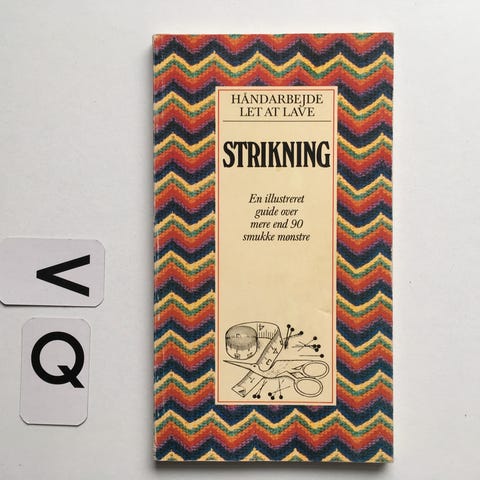 HÅNDARBEJDE
LET AT LAVE
STRIKNING
En illustreret
guide over
mere end 90
smukke mønstre
V
Q